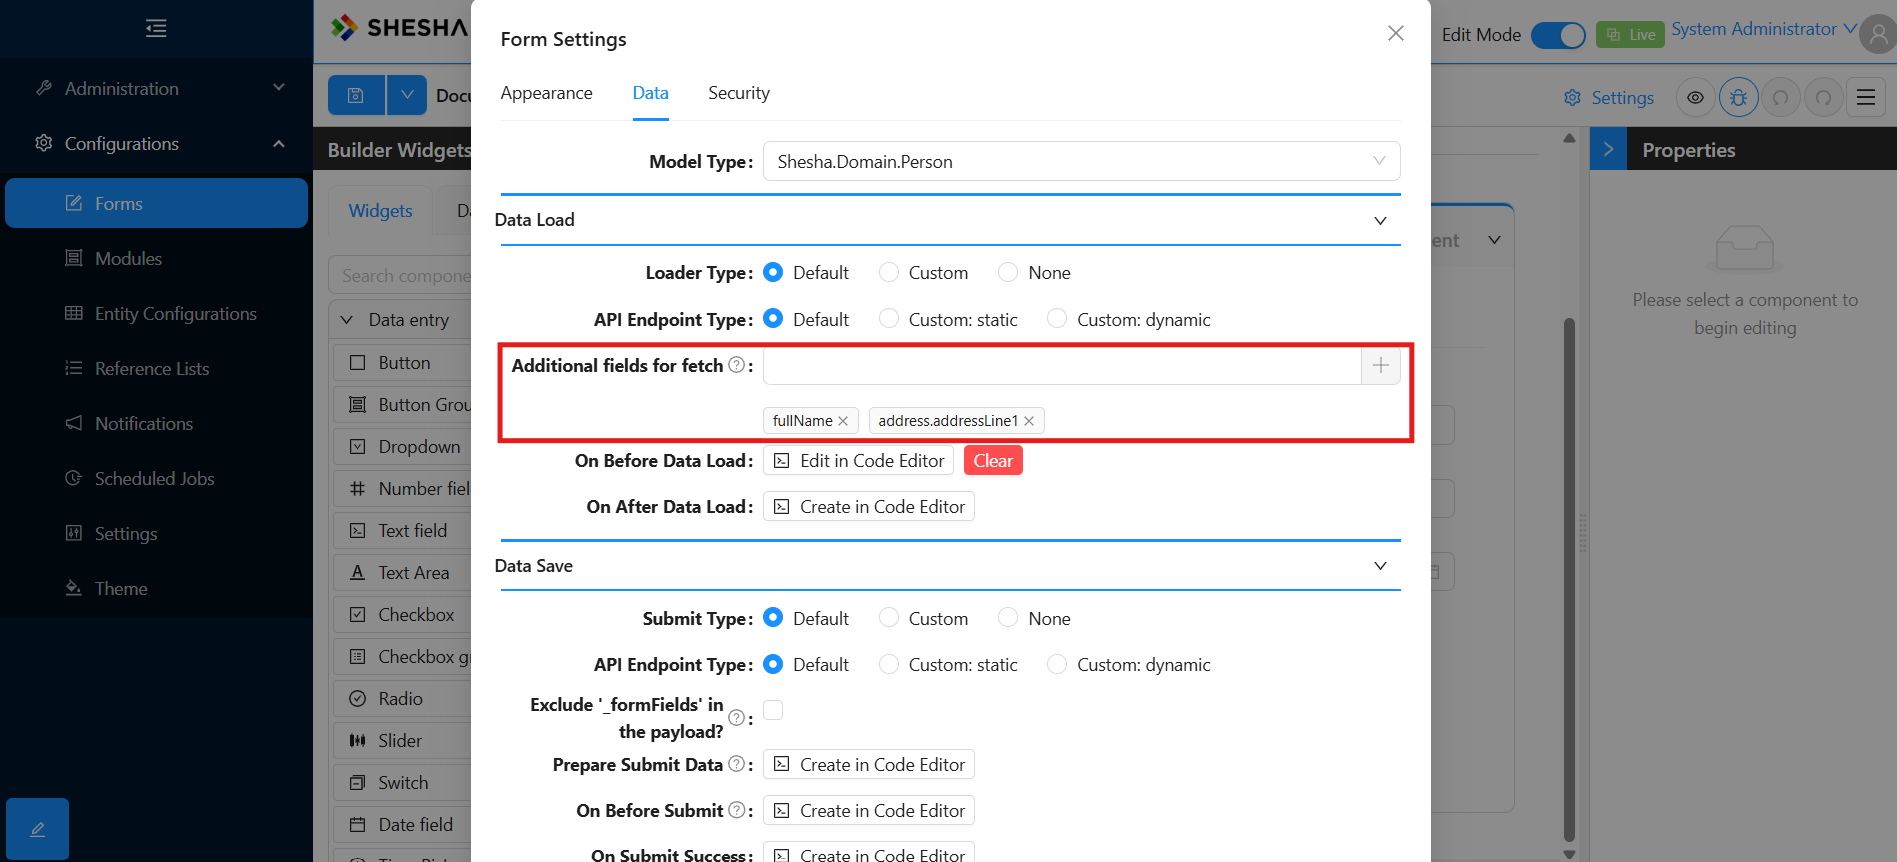 SHESHA
Administration
Configurations
Forms
Modules
Entity Configurations
Reference Lists
Notifications
Scheduled Jobs
Settings
Theme
Builder Widgets
Widgets
Search compone
Data entry
Button
Button Grou
Dropdown
Number fiel
Text field
Text Area
Checkbox
Checkbox gr
Radio
Slider
Switch
Date field
Form Settings
Appearance Data Security
Model Type: Shesha.Domain.Person
Data Load
Loader Type: Default Custom None
API Endpoint Type: Default Custom: static Custom: dynamic
Additional fields for fetch ? :
fullName × address.addressLine1 ×
On Before Data Load: Edit in Code Editor Clear
On After Data Load: Create in Code Editor
Data Save
Submit Type: Default Custom None
API Endpoint Type: Default Custom: static Custom: dynamic
Exclude '_formFields' in
the payload? ? :
Prepare Submit Data ? : Create in Code Editor
On Before Submit ? : Create in Code Editor
On Submit Success: Create in Code Editor
Edit Mode Live System Administrator
Settings
Properties
Please select a component to
begin editing